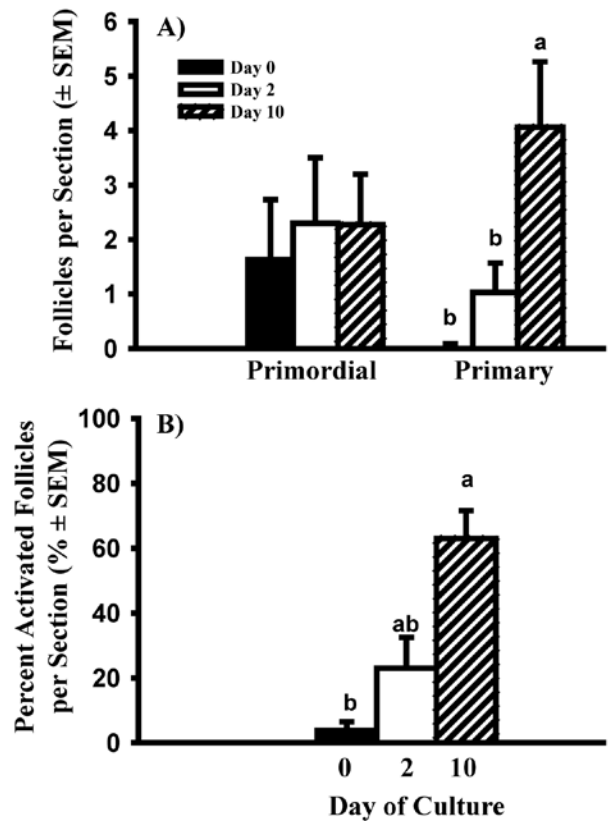 A)
Follicles per Section (± SEM)
6
5
4
3
2
1
0
Day 0
Day 2
Day 10
a
b
b
Primordial Primary
B)
Percent Activated Follicles
per Section (% ± SEM)
100
80
60
40
20
0
b
ab
a
0 2 10
Day of Culture